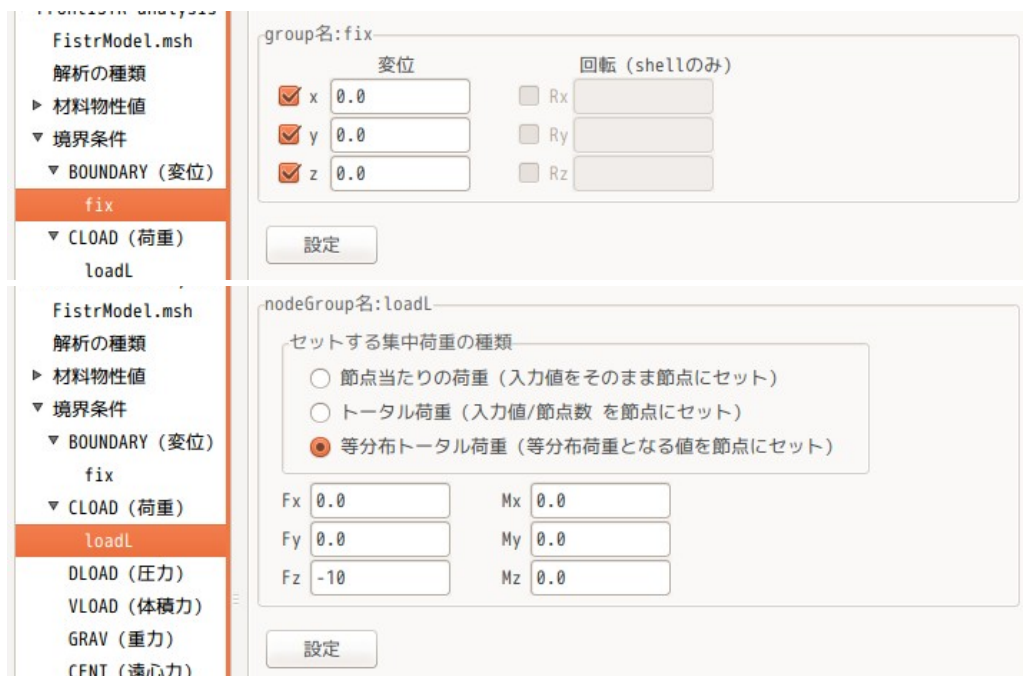 FrontISTR analysis
FistrModel.msh
解析の種類
材料物性値
境界条件
BOUNDARY (変位)
fix
CLOAD (荷重)
loadL
group名:fix
変位 回転 (shellのみ)
x 0.0 Rx
y 0.0 Ry
z 0.0 Rz
設定
FistrModel.msh
解析の種類
材料物性値
境界条件
BOUNDARY (変位)
fix
CLOAD (荷重)
loadL
DLOAD (圧力)
VLOAD (体積力)
GRAV (重力)
CENT (遠心力)
nodeGroup名:loadL
セットする集中荷重の種類
節点当たりの荷重 (入力値をそのまま節点にセット)
トータル荷重 (入力値/節点数 を節点にセット)
等分布トータル荷重 (等分布荷重となる値を節点にセット)
Fx 0.0 Mx 0.0
Fy 0.0 My 0.0
Fz -10 Mz 0.0
設定